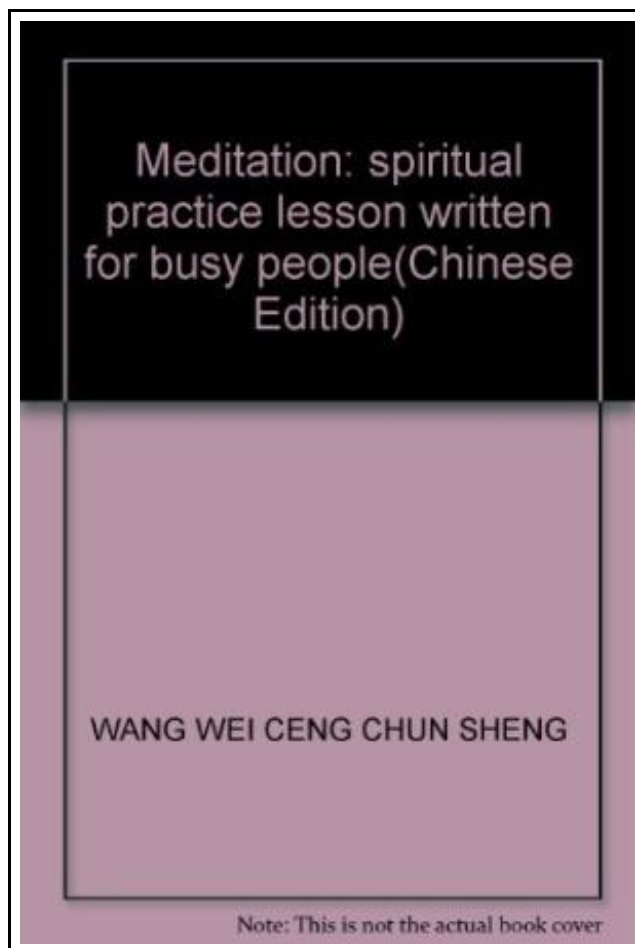 Meditation: spiritual
practice lesson written
for busy people(Chinese
Edition)
WANG WEI CENG CHUN SHENG
Note: This is not the actual book cover